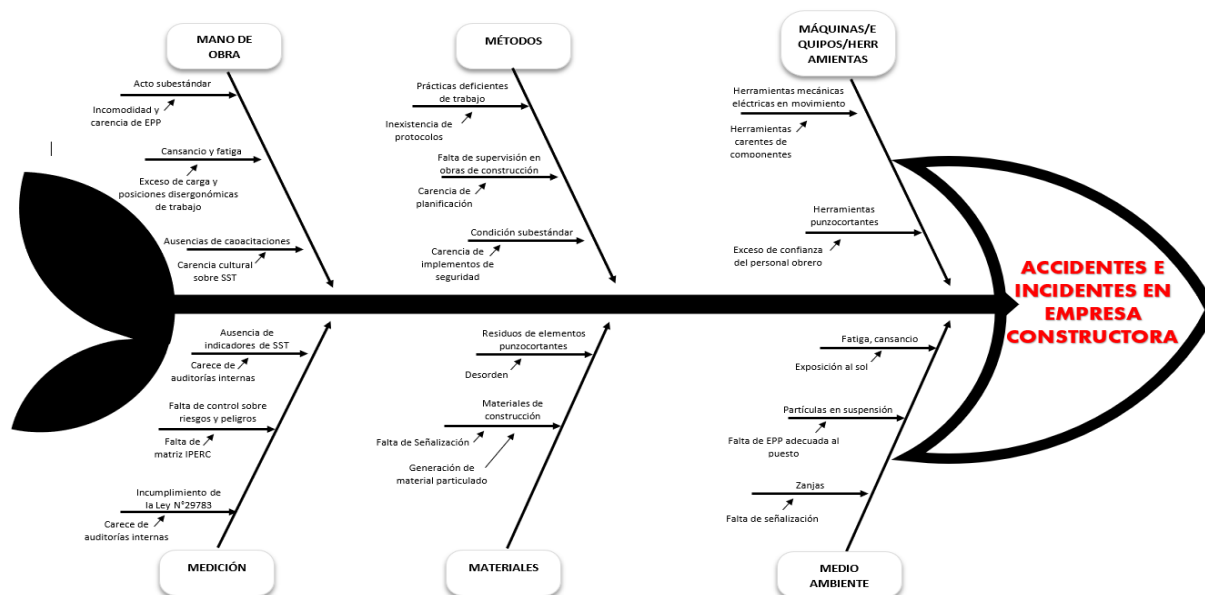 MANO DE
OBRA
Acto subestándar
Incomodidad y
carencia de EPP
Cansancio y fatiga
Exceso de carga y
posiciones disergonómicas
de trabajo
Ausencias de capacitaciones
Carencia cultural
sobre SST
MÉTODOS
Prácticas deficientes
de trabajo
Inexistencia de
protocolos
Falta de supervisión en
obras de construcción
Carencia de
planificación
Condición subestándar
Carencia de
implementos de
seguridad
MÁQUINAS/E
QUIPOS/HERR
AMIENTAS
Herramientas mecánicas
eléctricas en movimiento
Herramientas
carentes de
componentes
Herramientas
punzocortantes
Exceso de confianza
del personal obrero
ACCIDENTES E
INCIDENTES EN
EMPRESA
CONSTRUCTORA
Ausencia de
indicadores de SST
Carece de
auditorías internas
Falta de control sobre
riesgos y peligros
Falta de
matriz IPERC
Incumplimiento de
la Ley N°29783
Carece de
auditorías internas
MEDICIÓN
Residuos de elementos
punzocortantes
Desorden
Materiales de
construcción
Falta de Señalización
Generación de
material particulado
MATERIALES
Fatiga, cansancio
Exposición al sol
Partículas en suspensión
Falta de EPP adecuada al
puesto
Zanjas
Falta de señalización
MEDIO
AMBIENTE